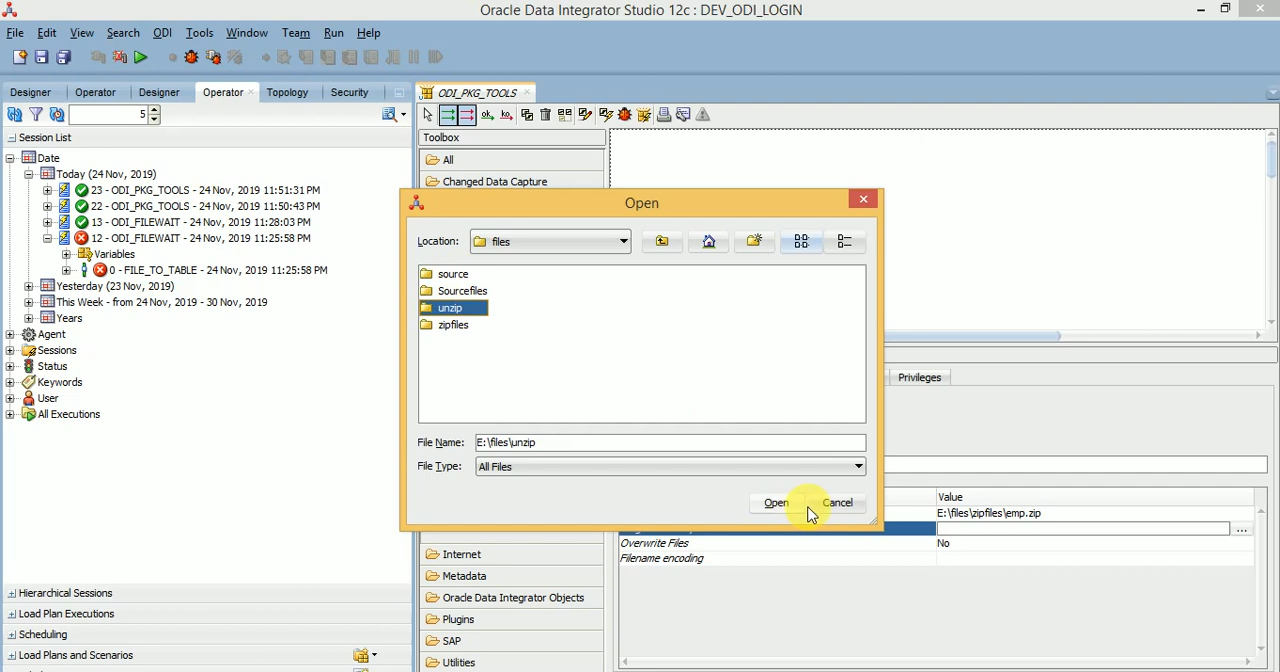 Oracle Data Integrator Studio 12c : DEV_ODI_LOGIN
File Edit View Search ODI Tools Window Team Run Help
Designer Operator Designer Operator Topology Security
ODI_PKG_TOOLS
5
ok ko
Session List
Toolbox
Date
All
Today (24 Nov, 2019)
Changed Data Capture
23 - ODI_PKG_TOOLS - 24 Nov, 2019 11:51:31 PM
22 - ODI_PKG_TOOLS - 24 Nov, 2019 11:50:43 PM
13 - ODI_FILEWAIT - 24 Nov, 2019 11:28:03 PM
12 - ODI_FILEWAIT - 24 Nov, 2019 11:25:58 PM
Variables
0 - FILE_TO_TABLE - 24 Nov, 2019 11:25:58 PM
Yesterday (23 Nov, 2019)
This Week - from 24 Nov, 2019 - 30 Nov, 2019
Years
Agent
Sessions
Status
Keywords
User
All Executions
Hierarchical Sessions
Load Plan Executions
Scheduling
Load Plans and Scenarios
Open
Location: files
source
Sourcefiles
unzip
zipfiles
File Name: E:\files\unzip
File Type: All Files
Open Cancel
Privileges
Value
E:\files\zipfiles\emp.zip
Overwrite Files No
Filename encoding
Internet
Metadata
Oracle Data Integrator Objects
Plugins
SAP
Utilities